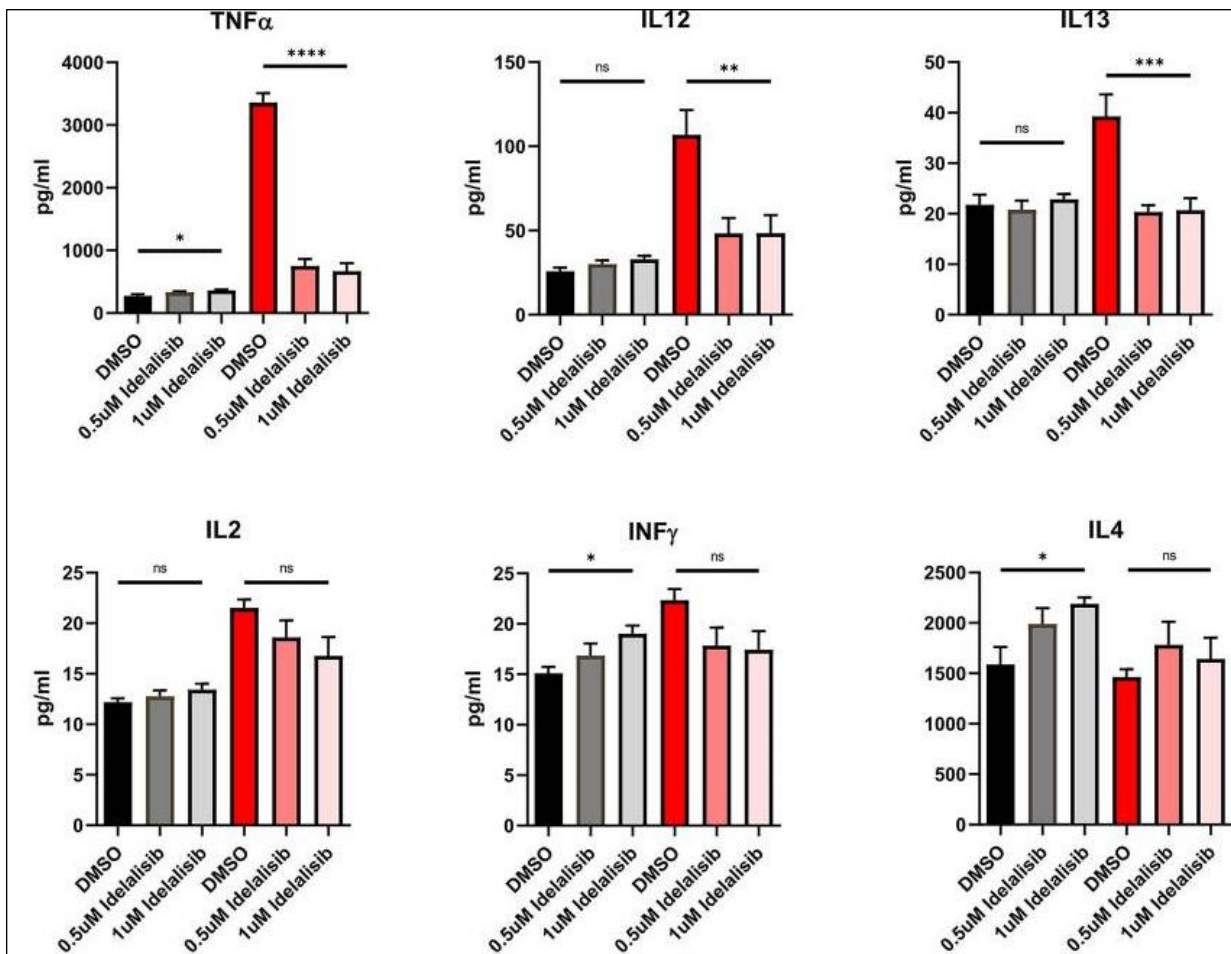 TNFα
****
4000
3000
2000
1000
0
pg/ml
*
DMSO
0.5uM Idelalisib
1uM Idelalisib
DMSO
0.5uM Idelalisib
1uM Idelalisib
IL12
ns
**
150
100
50
0
pg/ml
DMSO
0.5uM Idelalisib
1uM Idelalisib
DMSO
0.5uM Idelalisib
1uM Idelalisib
IL13
***
ns
50
40
30
20
10
0
pg/ml
DMSO
0.5uM Idelalisib
1uM Idelalisib
DMSO
0.5uM Idelalisib
1uM Idelalisib
IL2
ns
ns
25
20
15
10
5
0
pg/ml
DMSO
0.5uM Idelalisib
1uM Idelalisib
DMSO
0.5uM Idelalisib
1uM Idelalisib
INFγ
*
ns
25
20
15
10
5
0
pg/ml
DMSO
0.5uM Idelalisib
1uM Idelalisib
DMSO
0.5uM Idelalisib
1uM Idelalisib
IL4
*
ns
2500
2000
1500
1000
500
0
DMSO
0.5uM Idelalisib
1uM Idelalisib
DMSO
0.5uM Idelalisib
1uM Idelalisib